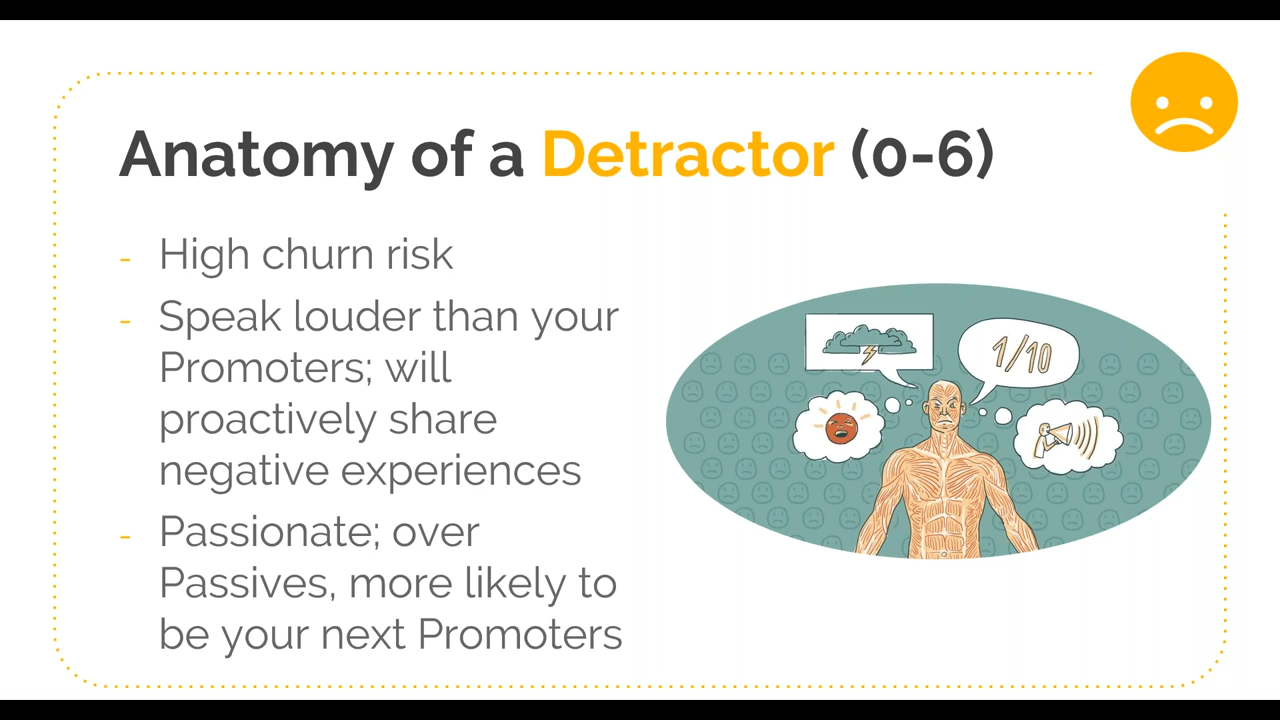 Anatomy of a Detractor (0-6)
- High churn risk
- Speak louder than your
Promoters; will
proactively share
negative experiences
- Passionate; over
Passives, more likely to
be your next Promoters
1/10